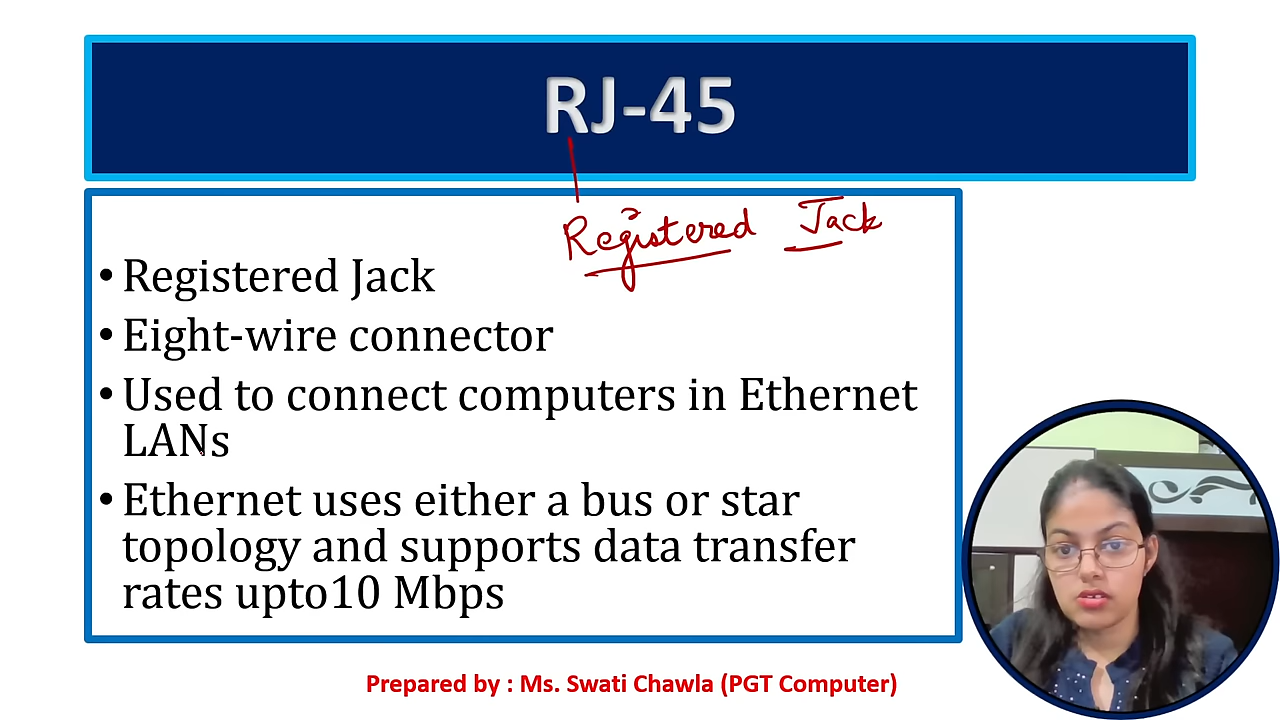 RJ-45
Registered Jack
• Registered Jack
• Eight-wire connector
• Used to connect computers in Ethernet
LANs
• Ethernet uses either a bus or star
topology and supports data transfer
rates upto10 Mbps
Prepared by : Ms. Swati Chawla (PGT Computer)